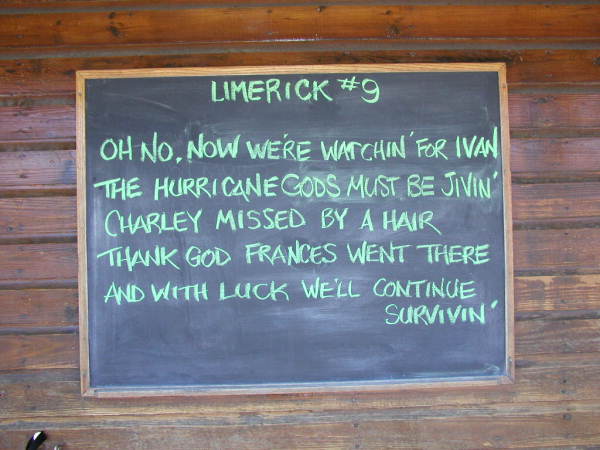 LIMERICK #9
OH NO, NOW WE'RE WATCHIN' FOR IVAN
THE HURRICANE GODS MUST BE JIVIN'
CHARLEY MISSED BY A HAIR
THANK GOD FRANCES WENT THERE
AND WITH LUCK WE'LL CONTINUE
SURVIVIN'